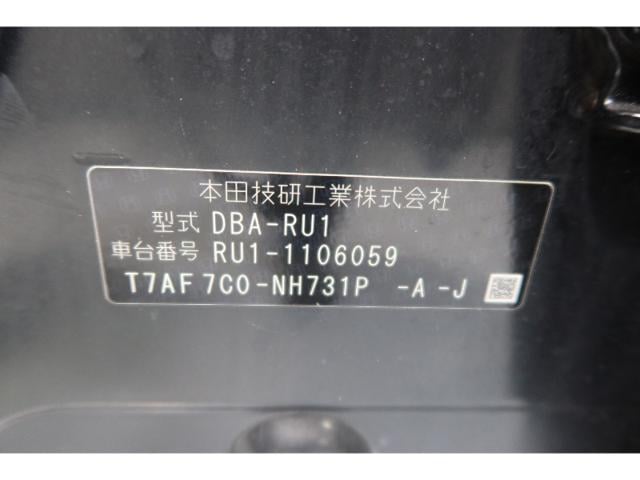 本田技研工業株式会社
型式 DBA-RU1
車台番号 RU1-1106059
T7AF 7C0-NH731P -A -J